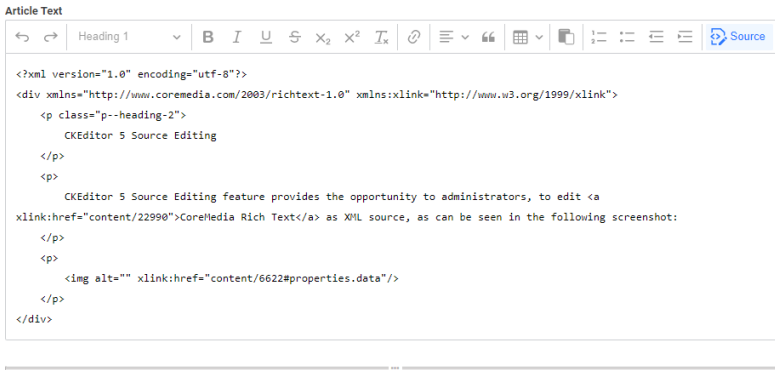 Article Text
Heading 1 B I U S X₂ X² Tx Source
<?xml version="1.0" encoding="utf-8"?>
<div xmlns="http://www.coremedia.com/2003/richtext-1.0" xmlns:xlink="http://www.w3.org/1999/xlink">
    <p class="p--heading-2">
        CKEditor 5 Source Editing
    </p>
    <p>
        CKEditor 5 Source Editing feature provides the opportunity to administrators, to edit <a
xlink:href="content/22990">CoreMedia Rich Text</a> as XML source, as can be seen in the following screenshot:
    </p>
    <p>
        <img alt="" xlink:href="content/6622#properties.data"/>
    </p>
</div>